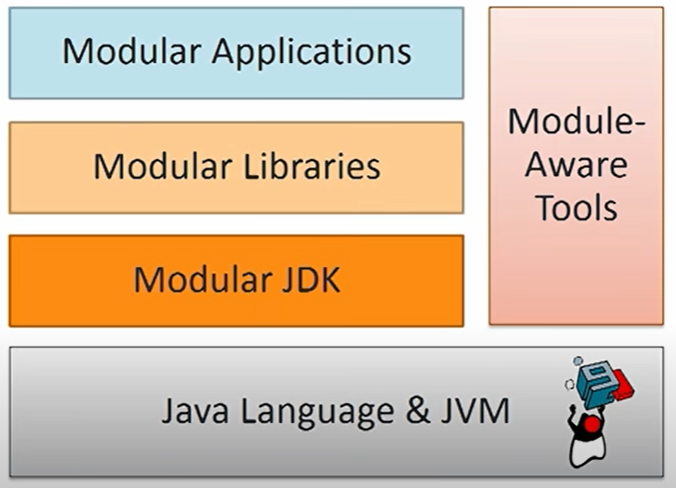 Modular Applications
Modular Libraries
Modular JDK
Module-
Aware
Tools
Java Language & JVM